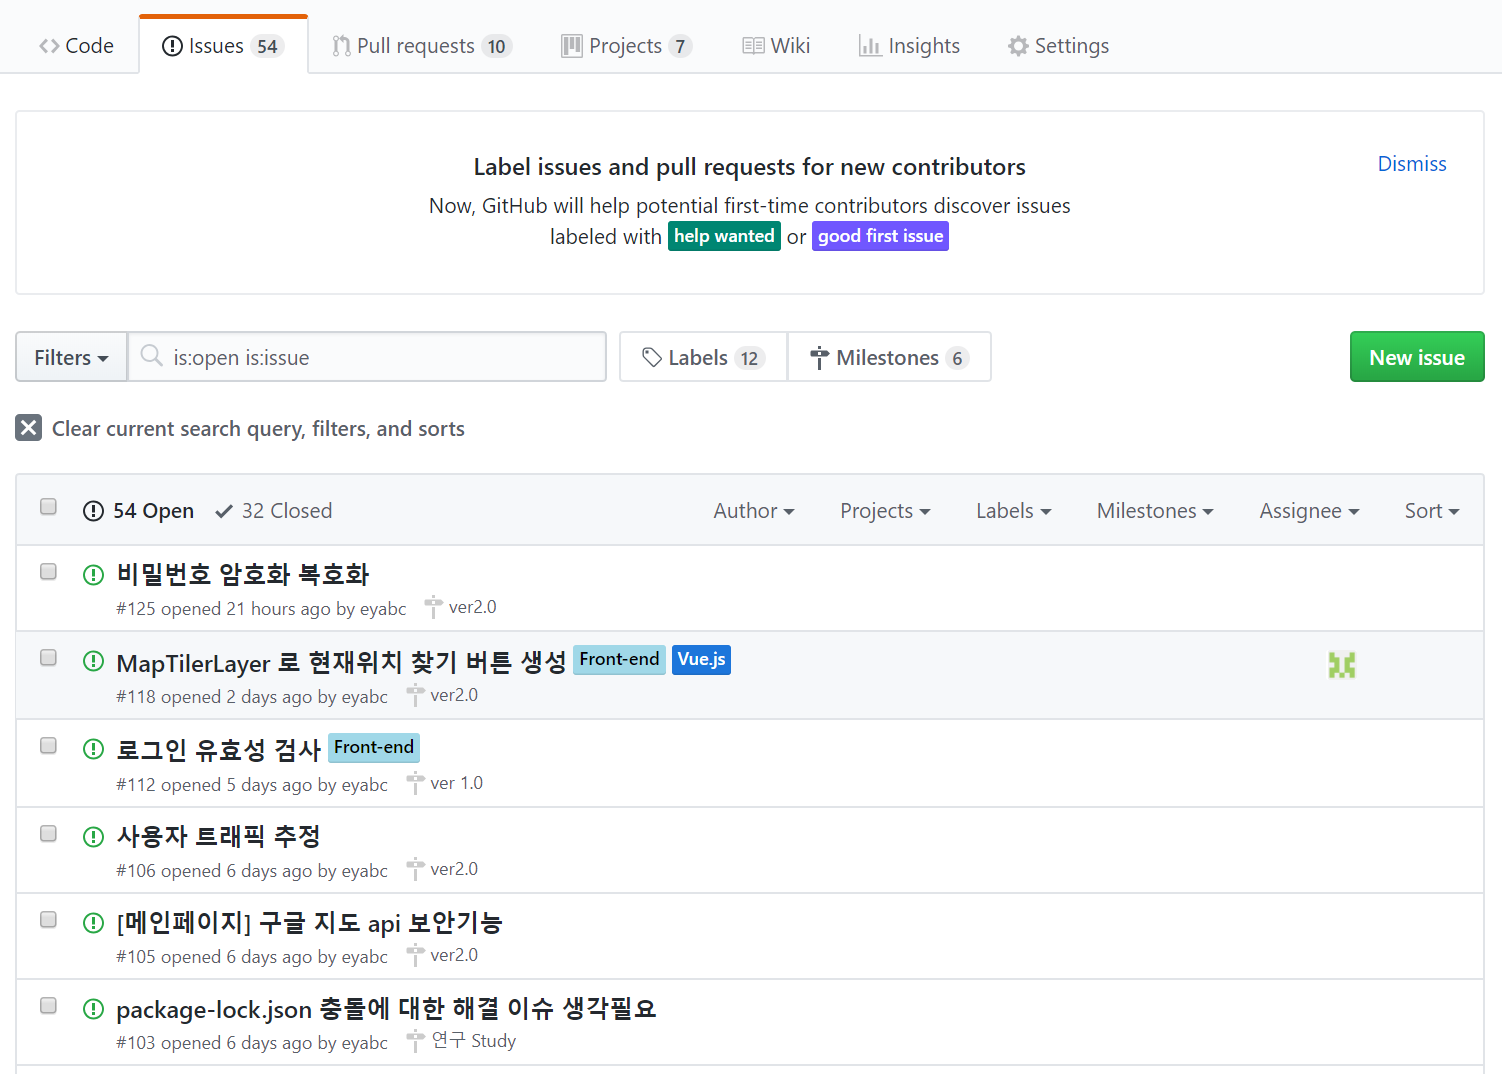 Code Issues 54 Pull requests 10 Projects 7 Wiki Insights Settings
Label issues and pull requests for new contributors
Dismiss
Now, GitHub will help potential first-time contributors discover issues
labeled with help wanted or good first issue
Filters is:open is:issue Labels 12 Milestones 6 New issue
Clear current search query, filters, and sorts
54 Open 32 Closed Author Projects Labels Milestones Assignee Sort
비밀번호 암호화 복호화
#125 opened 21 hours ago by eyabc ver2.0
MapTilerLayer 로 현재위치 찾기 버튼 생성 Front-end Vue.js
#118 opened 2 days ago by eyabc ver2.0
로그인 유효성 검사 Front-end
#112 opened 5 days ago by eyabc ver 1.0
사용자 트래픽 추정
#106 opened 6 days ago by eyabc ver2.0
[메인페이지] 구글 지도 api 보안기능
#105 opened 6 days ago by eyabc ver2.0
package-lock.json 충돌에 대한 해결 이슈 생각필요
#103 opened 6 days ago by eyabc 연구 Study